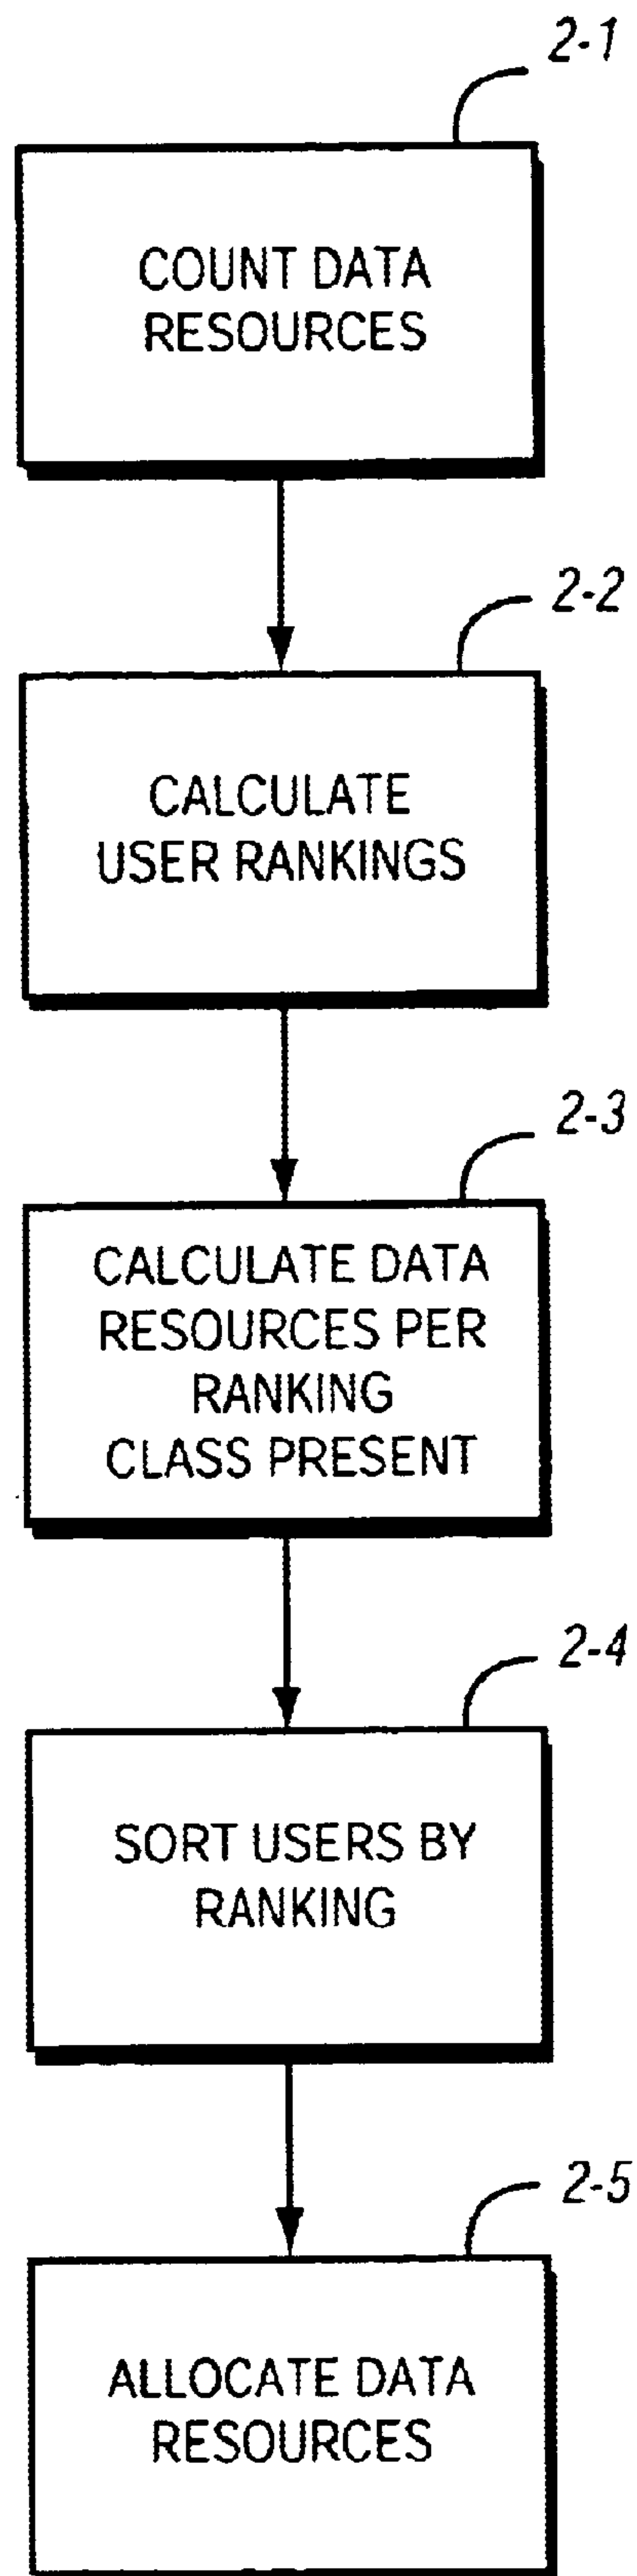 2-1
COUNT DATA
RESOURCES
2-2
CALCULATE
USER RANKINGS
2-3
CALCULATE DATA
RESOURCES PER
RANKING
CLASS PRESENT
2-4
SORT USERS BY
RANKING
2-5
ALLOCATE DATA
RESOURCES